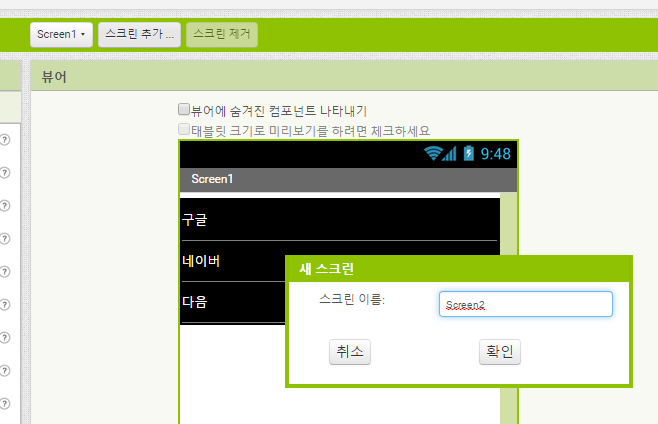 Screen1 ▾ 스크린 추가 ... 스크린 제거
뷰어
뷰어에 숨겨진 컴포넌트 나타내기
태블릿 크기로 미리보기를 하려면 체크하세요
9:48
Screen1
구글
네이버
다음
새 스크린
스크린 이름: Screen2
취소 확인
?
?
?
?
?
?
?
?
?